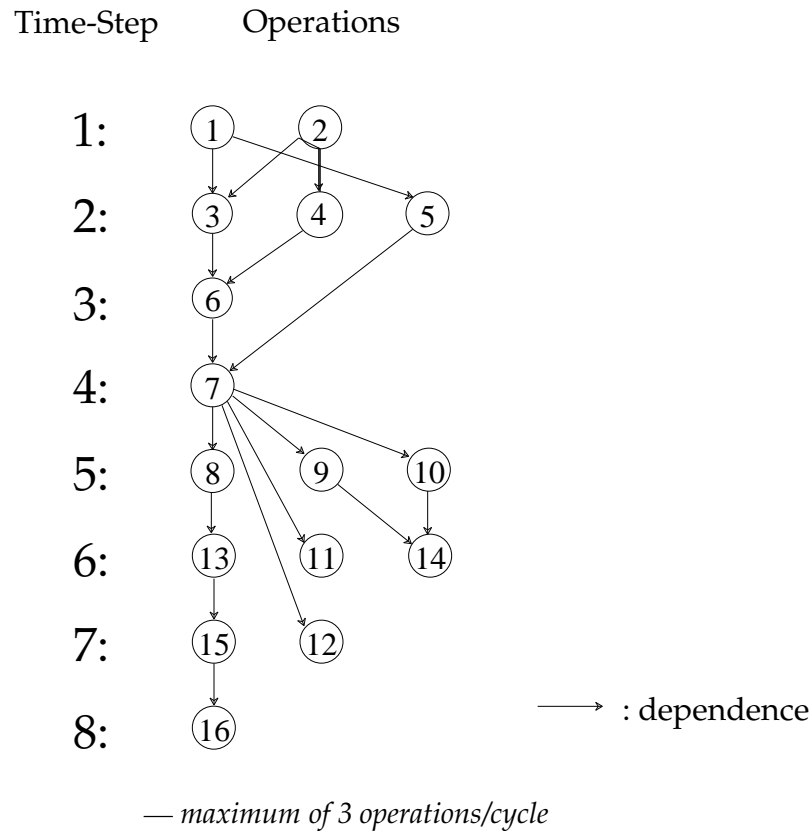 Time-Step Operations
1: 1 2
2: 3 4 5
3: 6
4: 7
5: 8 9 10
6: 13 11 14
7: 15 12
8: 16
: dependence
— maximum of 3 operations/cycle